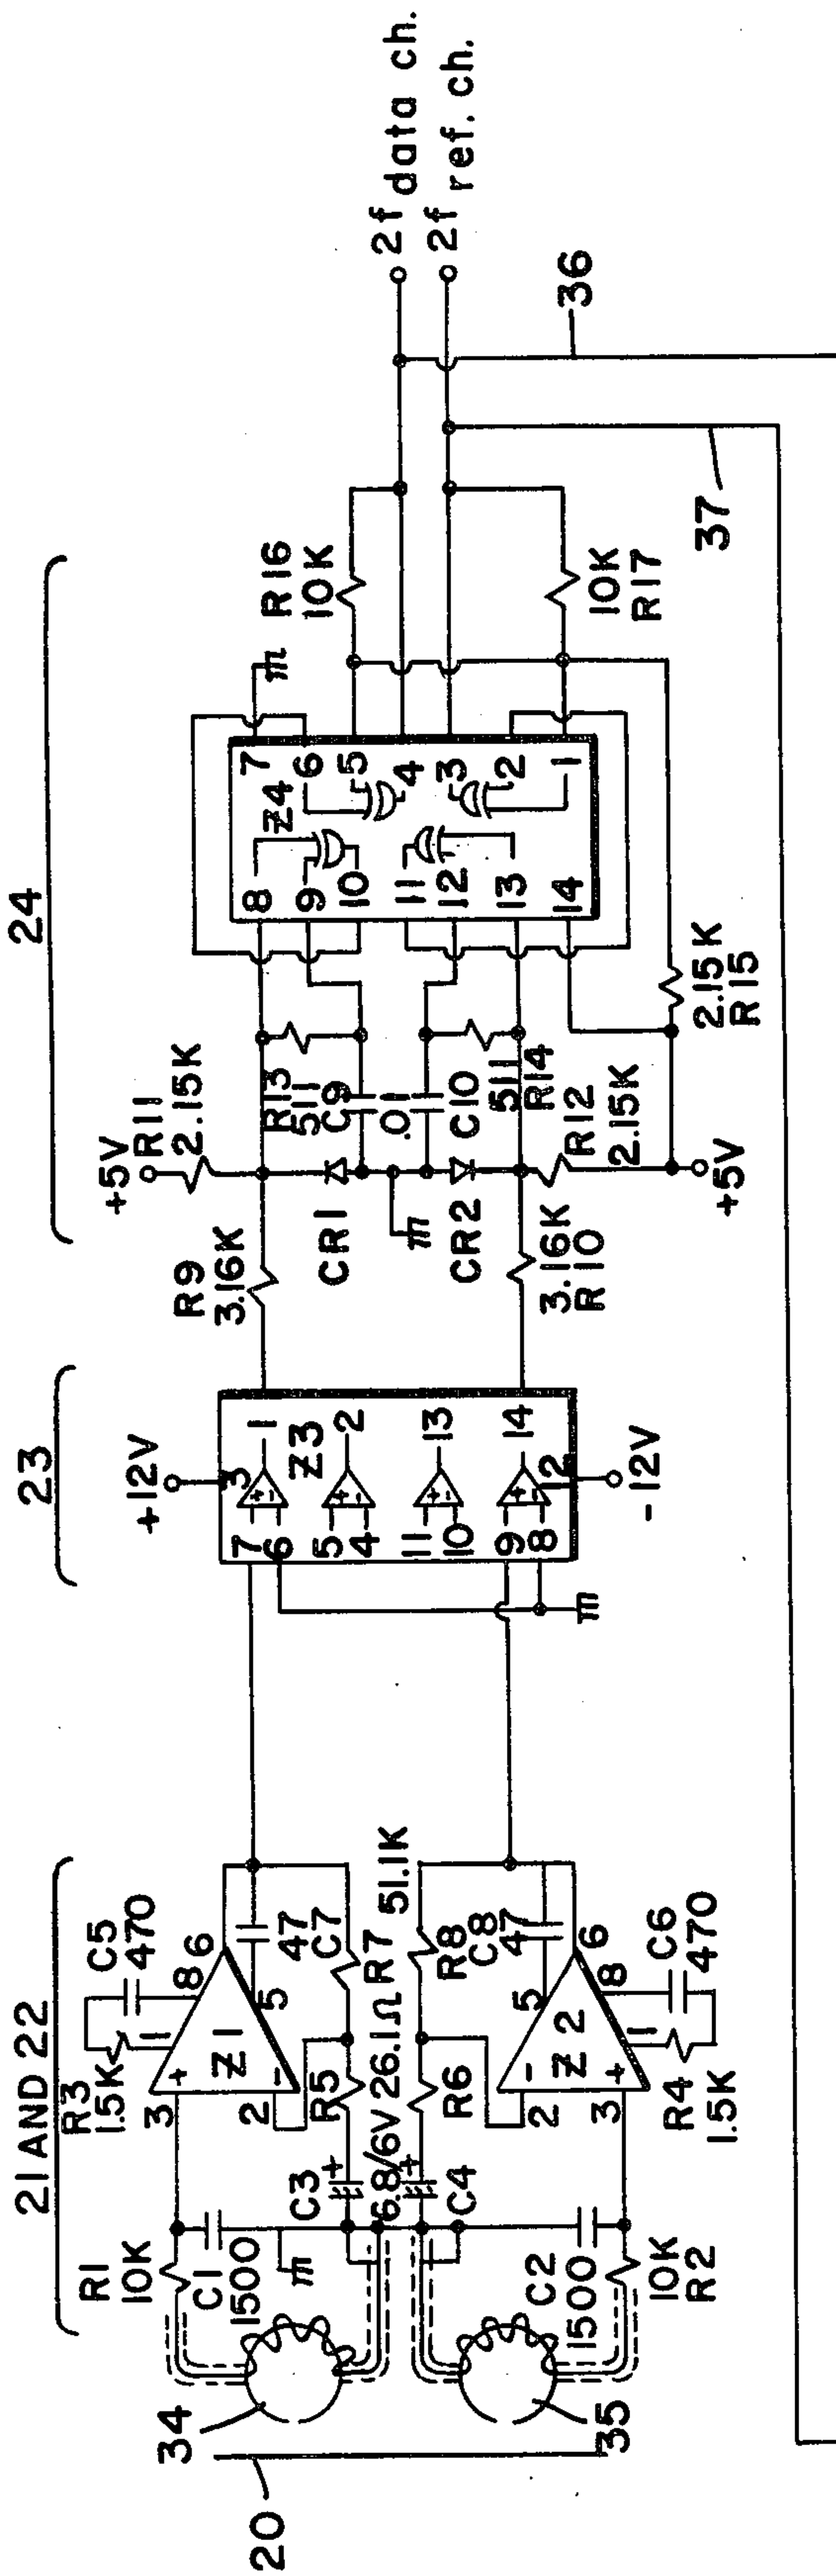 21 AND 22
23
24
R3
1.5K
C5
470
R1
10K
3
+
1
8
6
Z1
C1
1500
2
-
5
47
C7
34
20
C3
+
R5
6.8/6V
26.1Ω
R7
51.1K
C4
+
R6
R8
C8
47
35
C2
1500
2
-
5
Z2
3
+
1
8
6
10K
R2
R4
1.5K
C6
470
+12V
3
7
6
+
-
1
Z3
5
4
+
-
2
11
10
+
-
13
9
8
+
-
14
12
-12V
R9
3.16K
3.16K
R10
+5V
R11
2.15K
CR1
CR2
R13
511
C9
.01
C10
511
R14
R12
2.15K
+5V
2.15K
R15
8
9
10
11
12
13
14
Z4
7
6
5
4
3
2
1
R16
10K
10K
R17
2f data ch.
2f ref. ch.
36
37